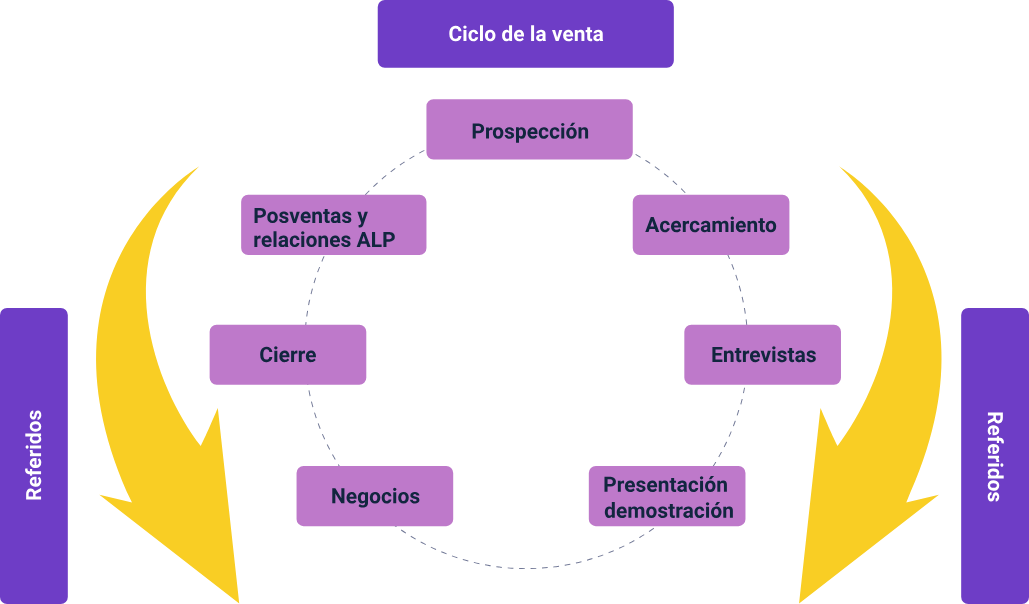 Ciclo de la venta
Prospección
Posventas y
relaciones ALP
Acercamiento
Cierre
Entrevistas
Referidos
Referidos
Negocios
Presentación
demostración